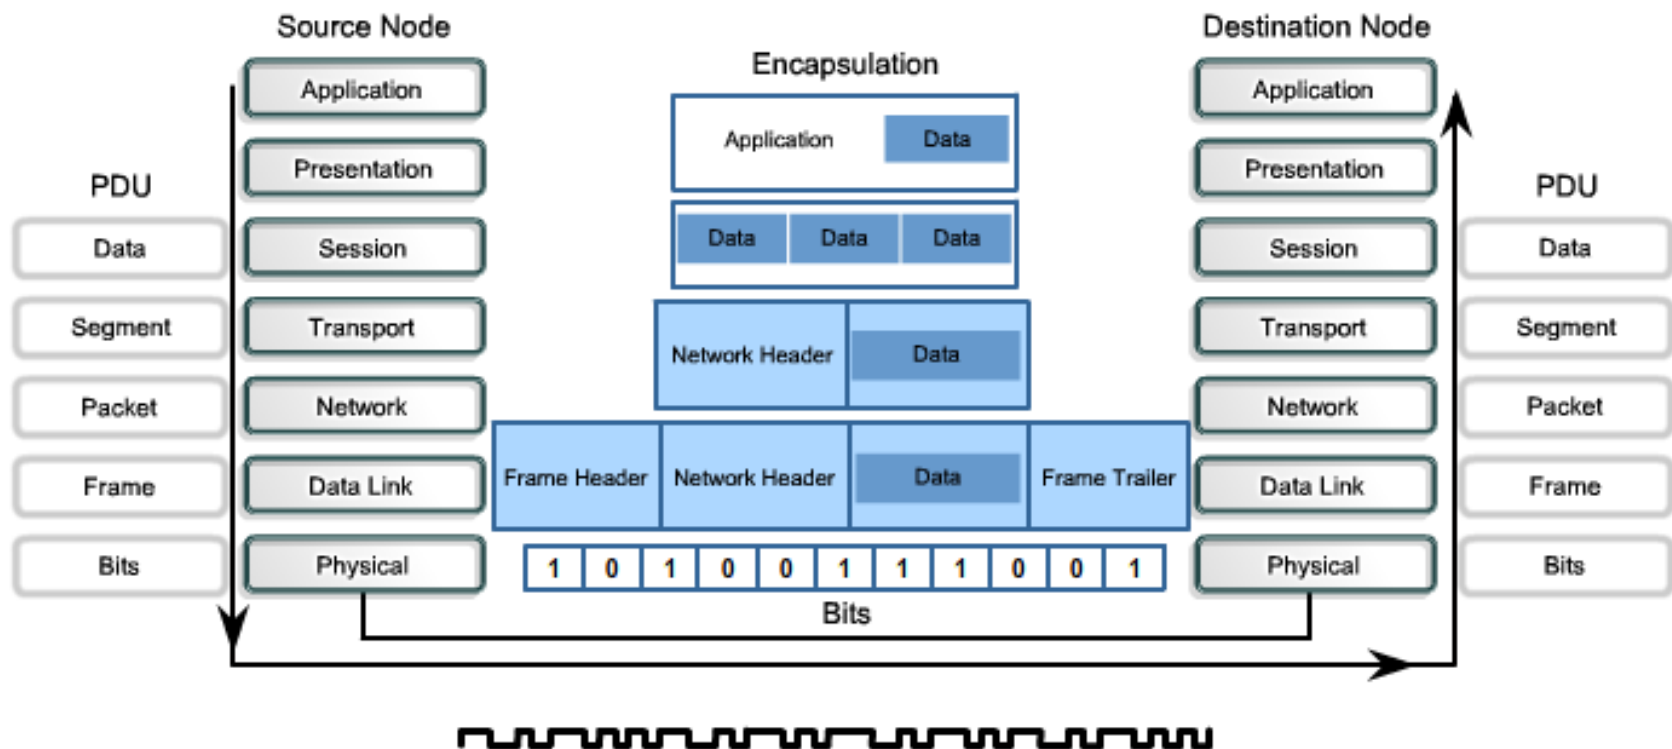 Source Node
Destination Node
Encapsulation
Application
Application Data
Application
Presentation
Presentation
PDU
PDU
Data
Session
Data Data Data
Session
Data
Segment
Transport
Network Header Data
Transport
Segment
Packet
Network
Network
Packet
Frame
Data Link
Frame Header Network Header Data Frame Trailer
Data Link
Frame
Bits
Physical
1 0 1 0 0 1 1 1 0 0 1
Physical
Bits
Bits